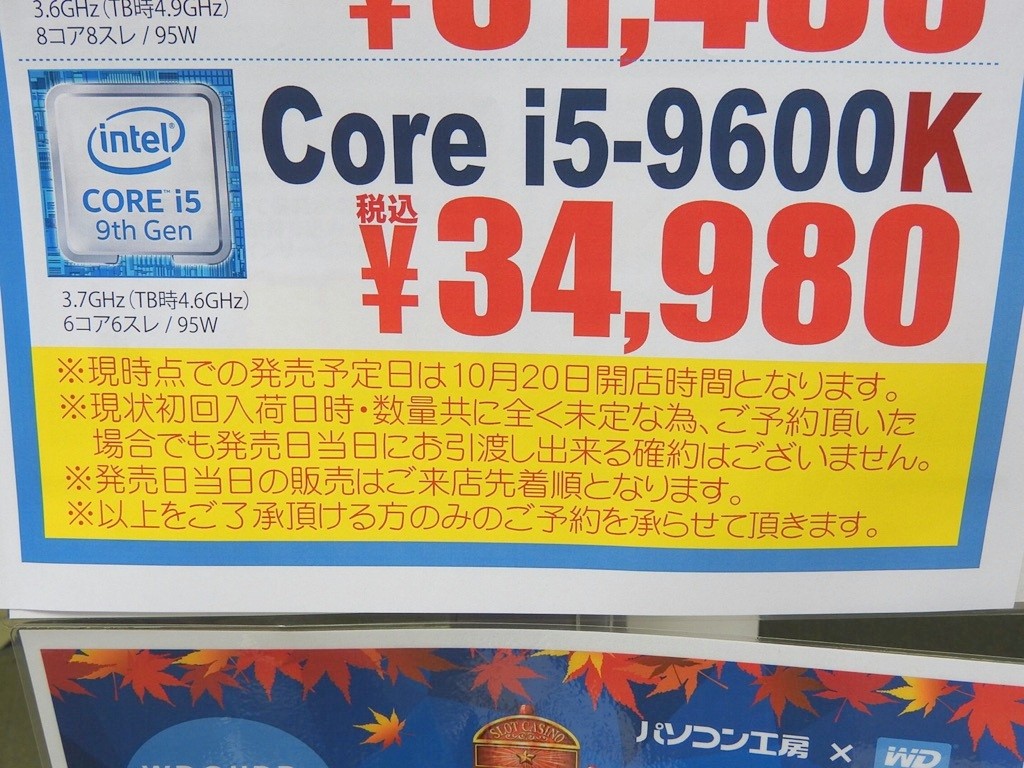 3.6GHz(TB時4.9GHz)
8コア8スレ / 95W
intel
CORE™ i5
9th Gen
Core i5-9600K
税込
¥34,980
3.7GHz(TB時4.6GHz)
6コア6スレ / 95W
※現時点での発売予定日は10月20日開店時間となります。
※現状初回入荷日時・数量共に全く未定な為、ご予約頂いた
場合でも発売日当日にお引渡し出来る確約はございません。
※発売日当日の販売はご来店先着順となります。
※以上をご了承頂ける方のみのご予約を承らせて頂きます。
SLOT CASINO
パソコン工房 × WD